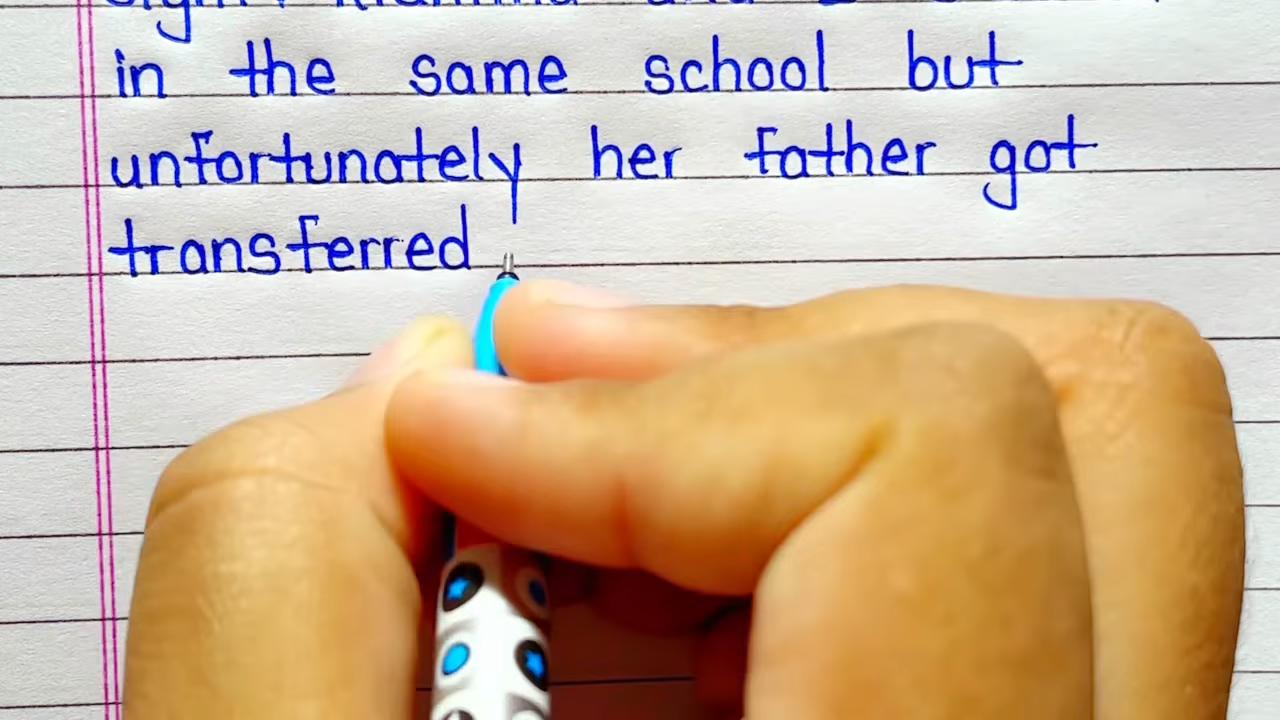 in the same school but
unfortunately her father got
transferred